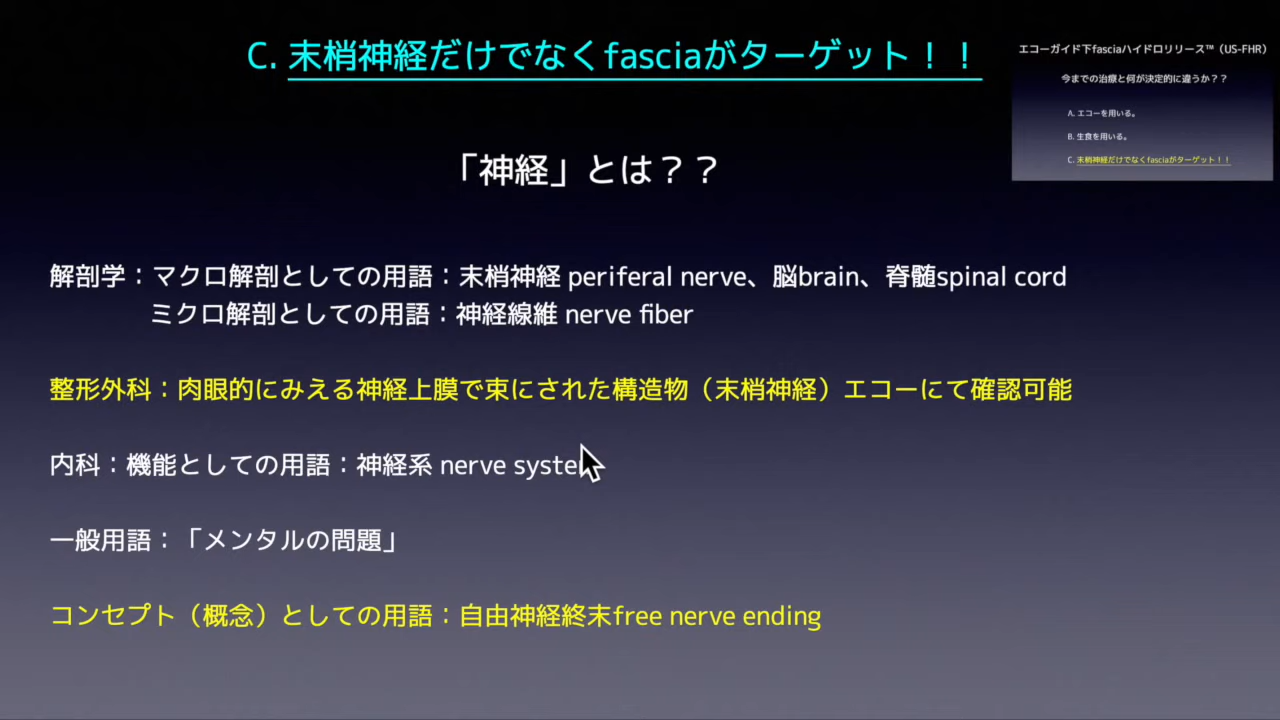 C. 末梢神経だけでなくfasciaがターゲット！！
エコーガイド下fasciaハイドロリリース™（US-FHR）
今までの治療と何が決定的に違うか？？
A. エコーを用いる。
B. 生食を用いる。
C. 末梢神経だけでなくfasciaがターゲット！！
「神経」とは？？
解剖学：マクロ解剖としての用語：末梢神経 periferal nerve、脳brain、脊髄spinal cord
ミクロ解剖としての用語：神経線維 nerve fiber
整形外科：肉眼的にみえる神経上膜で束にされた構造物（末梢神経）エコーにて確認可能
内科：機能としての用語：神経系 nerve system
一般用語：「メンタルの問題」
コンセプト（概念）としての用語：自由神経終末free nerve ending